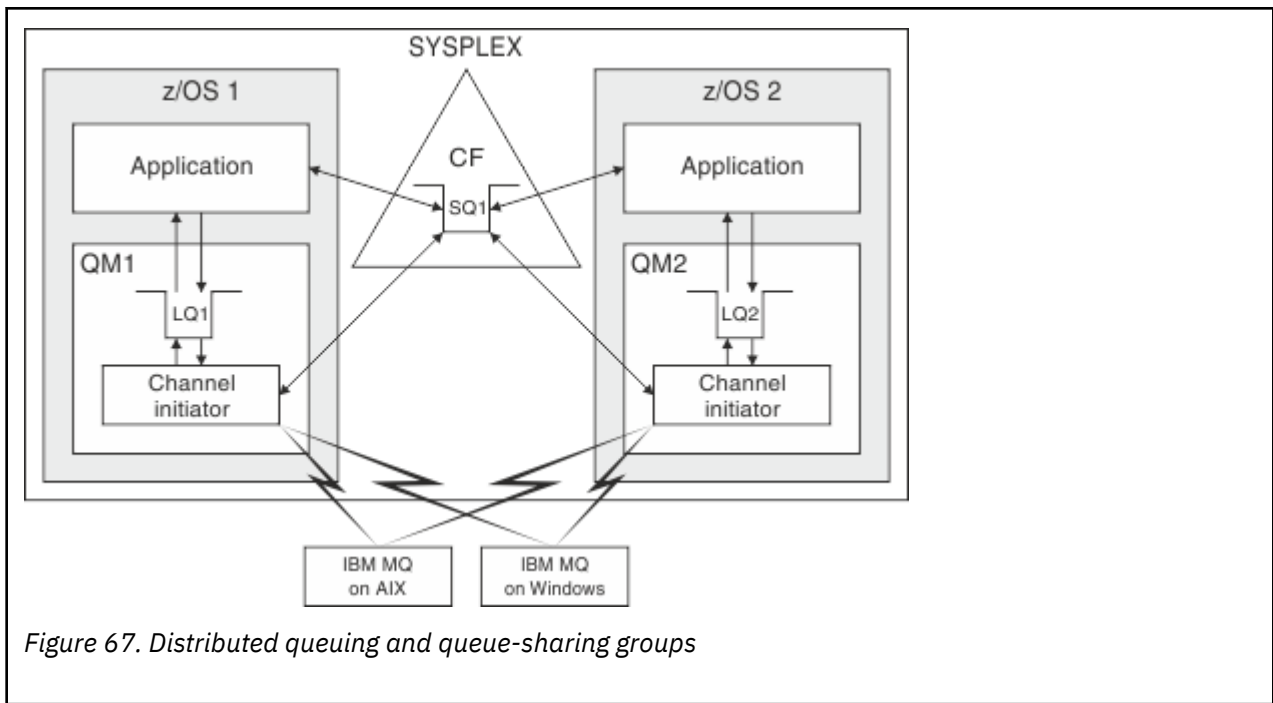 SYSPLEX
z/OS 1
Application
QM1
LQ1
Channel
initiator
CF
SQ1
z/OS 2
Application
QM2
LQ2
Channel
initiator
IBM MQ
on AIX
IBM MQ
on Windows
Figure 67. Distributed queuing and queue-sharing groups